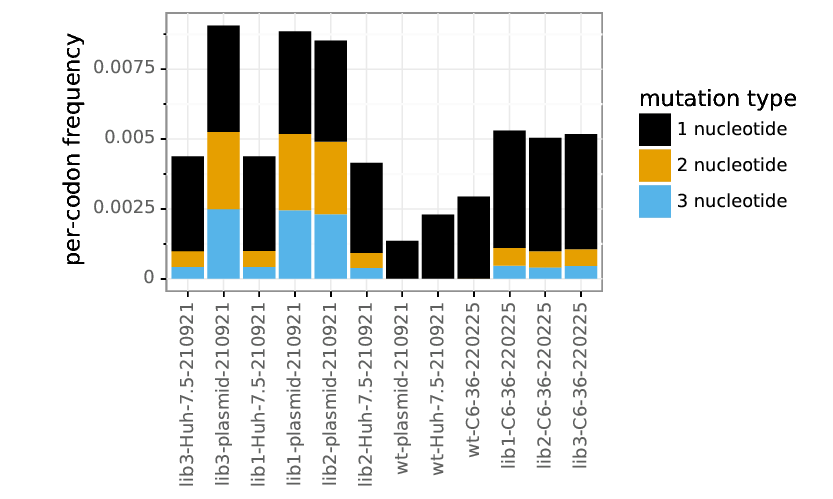 per-codon frequency
0.0075
0.005
0.0025
0
lib3-Huh-7.5-210921
lib3-plasmid-210921
lib1-Huh-7.5-210921
lib1-plasmid-210921
lib2-plasmid-210921
lib2-Huh-7.5-210921
wt-plasmid-210921
wt-Huh-7.5-210921
wt-C6-36-220225
lib1-C6-36-220225
lib2-C6-36-220225
lib3-C6-36-220225
mutation type
1 nucleotide
2 nucleotide
3 nucleotide